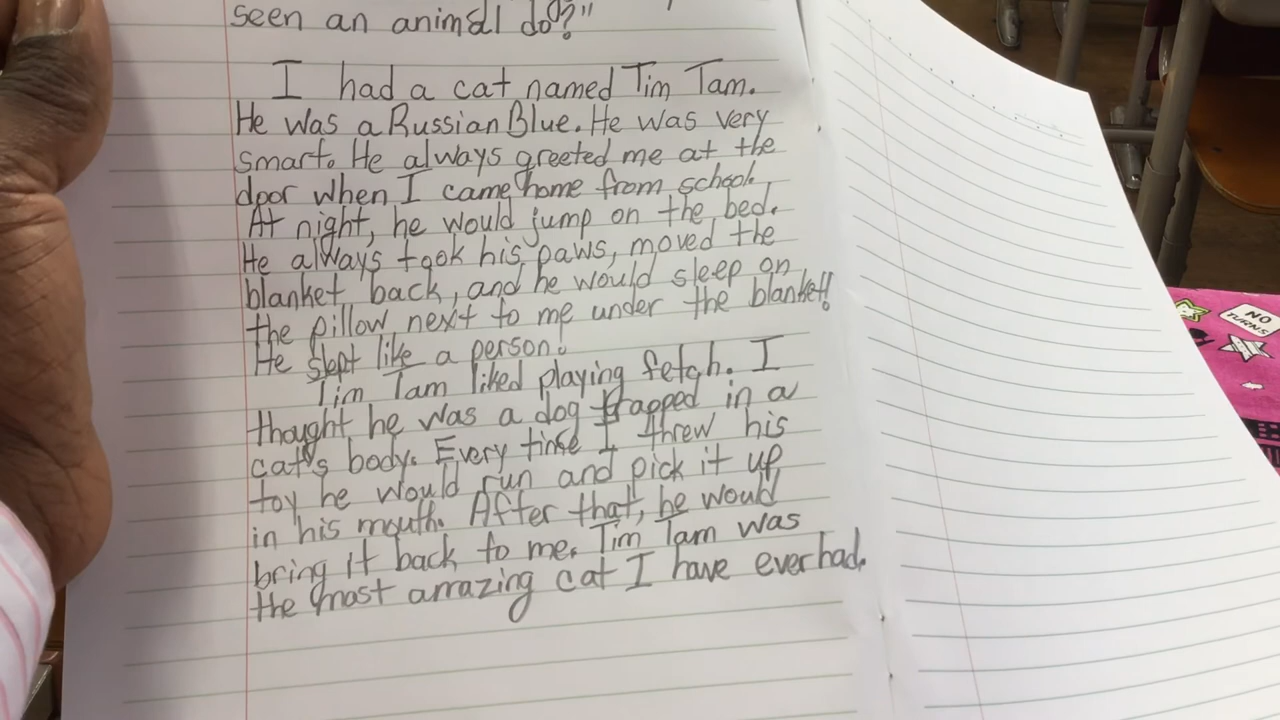 seen an animal do?"
I had a cat named Tim Tam.
He was a Russian Blue. He was very
smart. He always greeted me at the
door when I came home from school.
At night, he would jump on the bed.
He always took his paws, moved the
blanket back, and he would sleep on
the pillow next to me under the blanket!
He slept like a person!
Tim Tam liked playing fetch. I
thought he was a dog trapped in a
cat's body. Every time I threw his
toy he would run and pick it up
in his mouth. After that, he would
bring it back to me. Tim Tam was
the most amazing cat I have ever had.
NO
TURNS